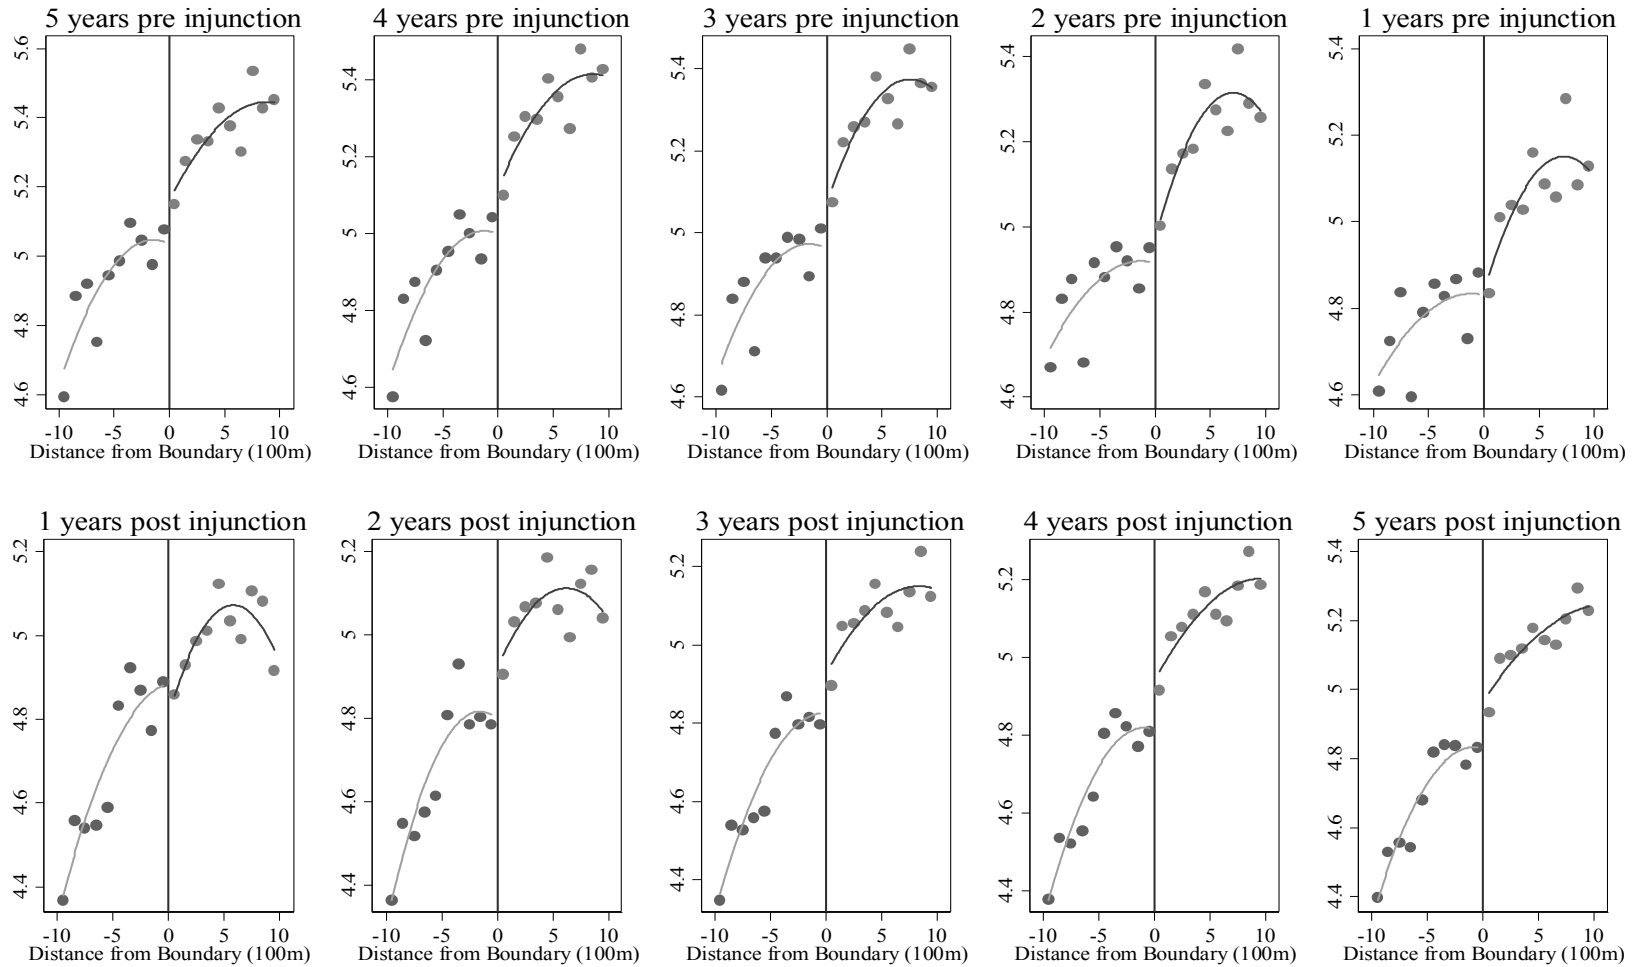 5 years pre injunction
5.6
5.4
5.2
5
4.8
4.6
-10 -5 0 5 10
Distance from Boundary (100m)
4 years pre injunction
5.4
5.2
5
4.8
4.6
-10 -5 0 5 10
Distance from Boundary (100m)
3 years pre injunction
5.4
5.2
5
4.8
4.6
-10 -5 0 5 10
Distance from Boundary (100m)
2 years pre injunction
5.4
5.2
5
4.8
4.6
-10 -5 0 5 10
Distance from Boundary (100m)
1 years pre injunction
5.4
5.2
5
4.8
4.6
-10 -5 0 5 10
Distance from Boundary (100m)
1 years post injunction
5.2
5
4.8
4.6
4.4
-10 -5 0 5 10
Distance from Boundary (100m)
2 years post injunction
5.2
5
4.8
4.6
4.4
-10 -5 0 5 10
Distance from Boundary (100m)
3 years post injunction
5.2
5
4.8
4.6
4.4
-10 -5 0 5 10
Distance from Boundary (100m)
4 years post injunction
5.2
5
4.8
4.6
4.4
-10 -5 0 5 10
Distance from Boundary (100m)
5 years post injunction
5.4
5.2
5
4.8
4.6
4.4
-10 -5 0 5 10
Distance from Boundary (100m)